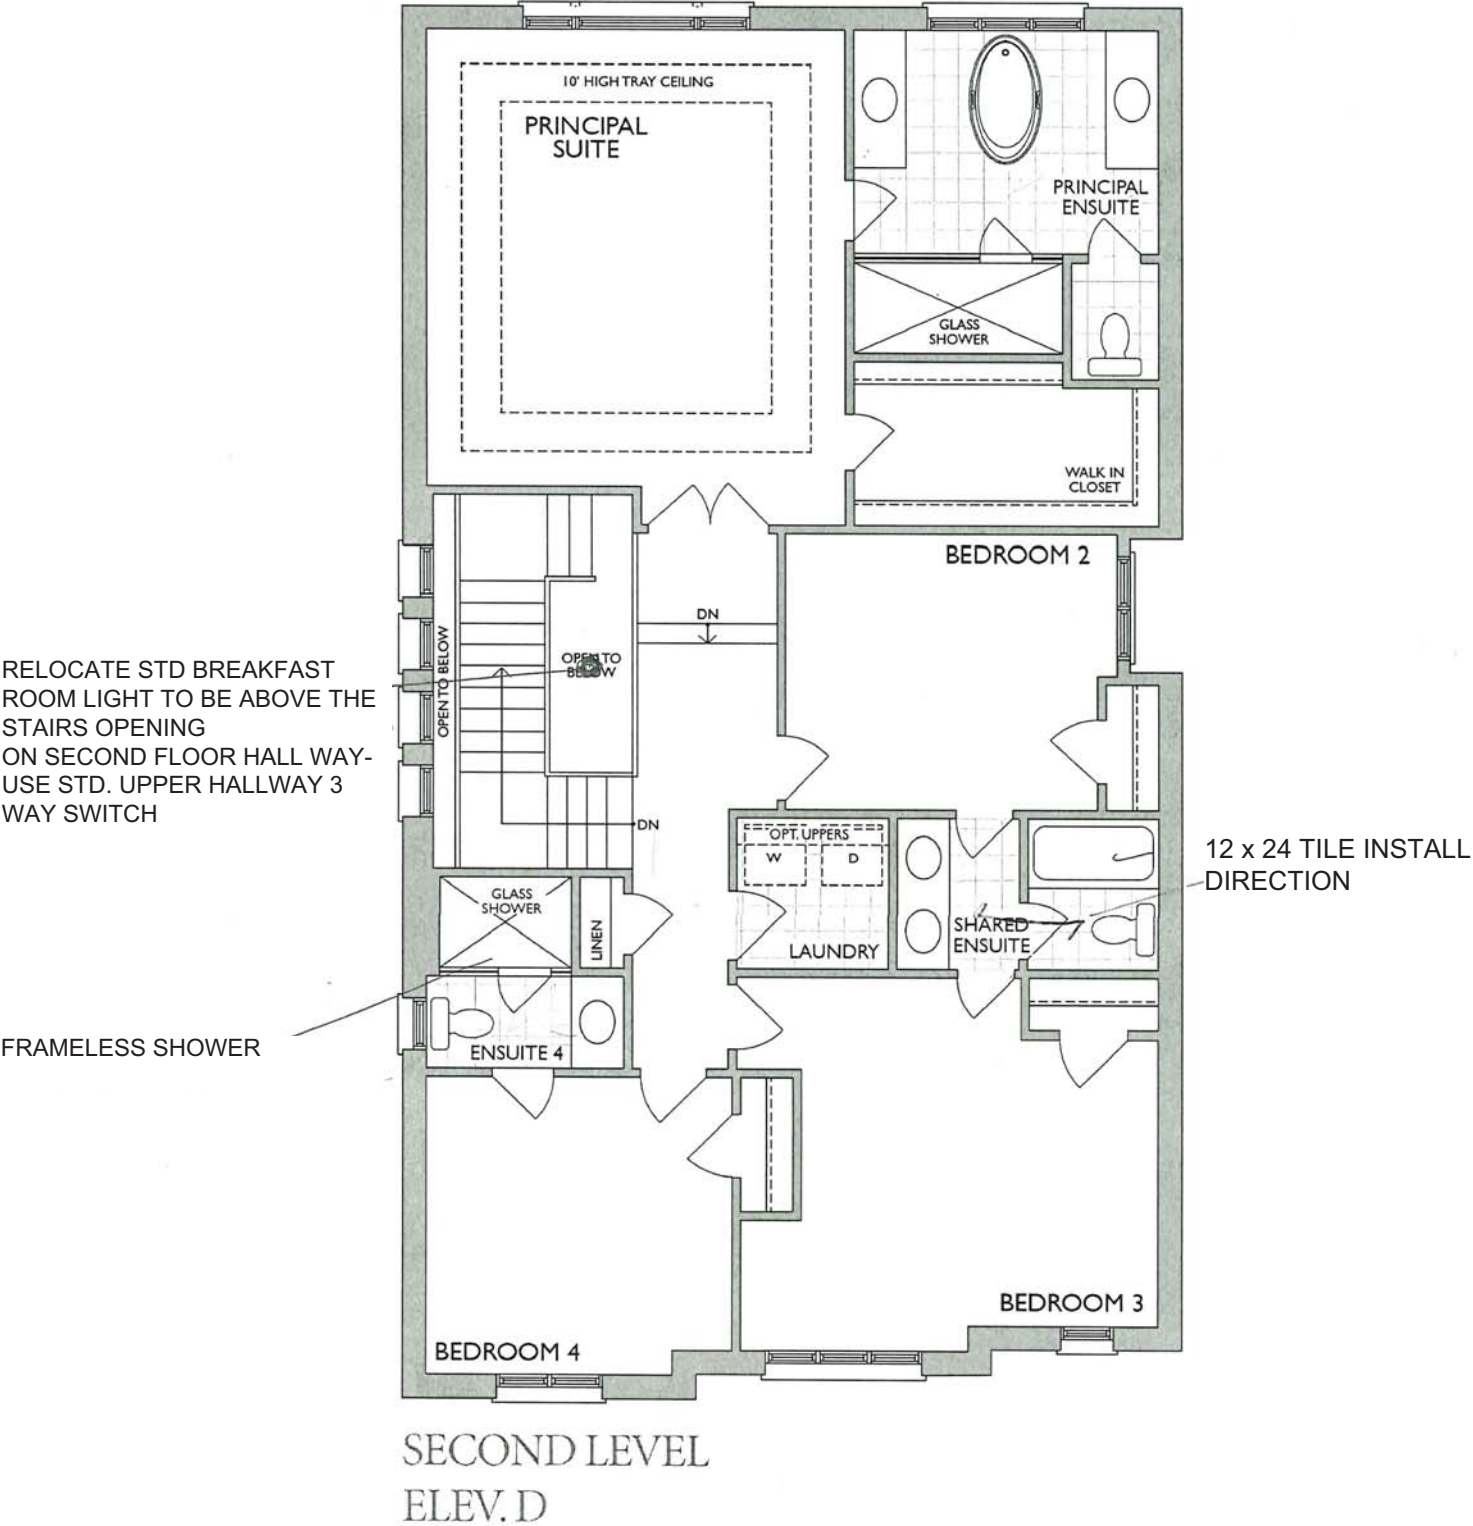 10' HIGH TRAY CEILING
PRINCIPAL
SUITE
PRINCIPAL
ENSUITE
GLASS
SHOWER
WALK IN
CLOSET
BEDROOM 2
DN
OPEN TO BELOW
OPEN TO
BELOW
RELOCATE STD BREAKFAST
ROOM LIGHT TO BE ABOVE THE
STAIRS OPENING
ON SECOND FLOOR HALL WAY-
USE STD. UPPER HALLWAY 3
WAY SWITCH
DN
OPT. UPPERS
W
D
12 x 24 TILE INSTALL
DIRECTION
GLASS
SHOWER
LINEN
LAUNDRY
SHARED
ENSUITE
FRAMELESS SHOWER
ENSUITE 4
BEDROOM 3
BEDROOM 4
SECOND LEVEL
ELEV. D